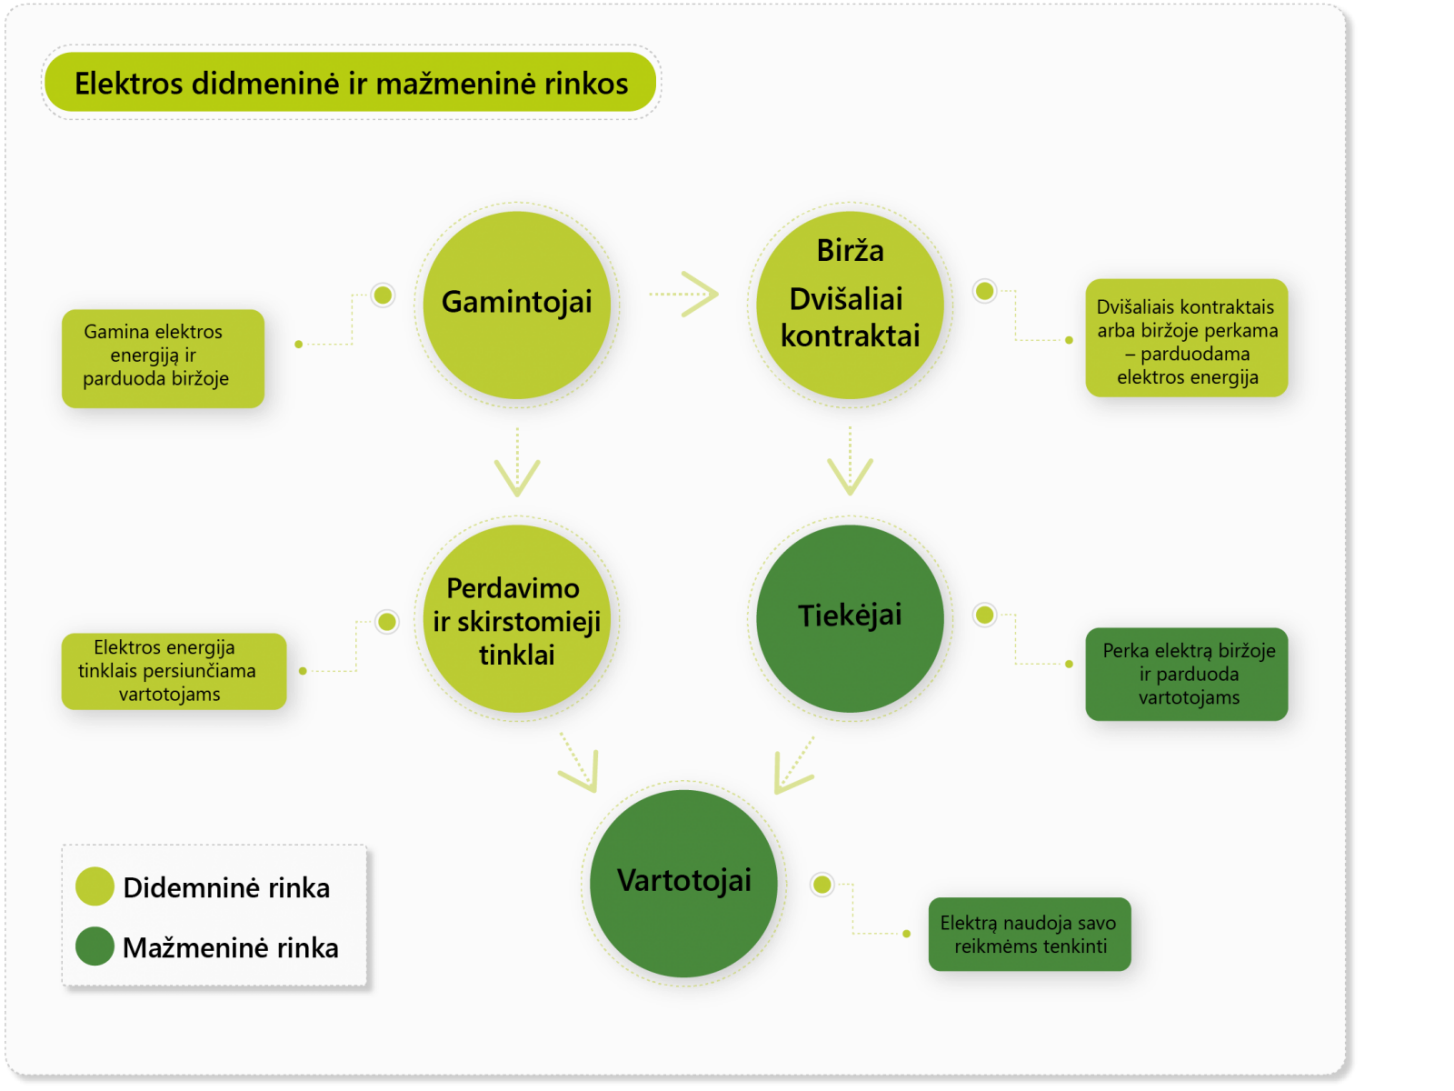 Elektros didmeninė ir mažmeninė rinkos
Gamintojai
Birža
Dvišaliai
kontraktai
Gamina elektros
energiją ir
parduoda biržoje
Dvišaliais kontraktais
arba biržoje perkama
– parduodama
elektros energija
Perdavimo
ir skirstomieji
tinklai
Tiekėjai
Elektros energija
tinklais persiunčiama
vartotojams
Perka elektrą biržoje
ir parduoda
vartotojams
Vartotojai
Elektrą naudoja savo
reikmėms tenkinti
Didemninė rinka
Mažmeninė rinka